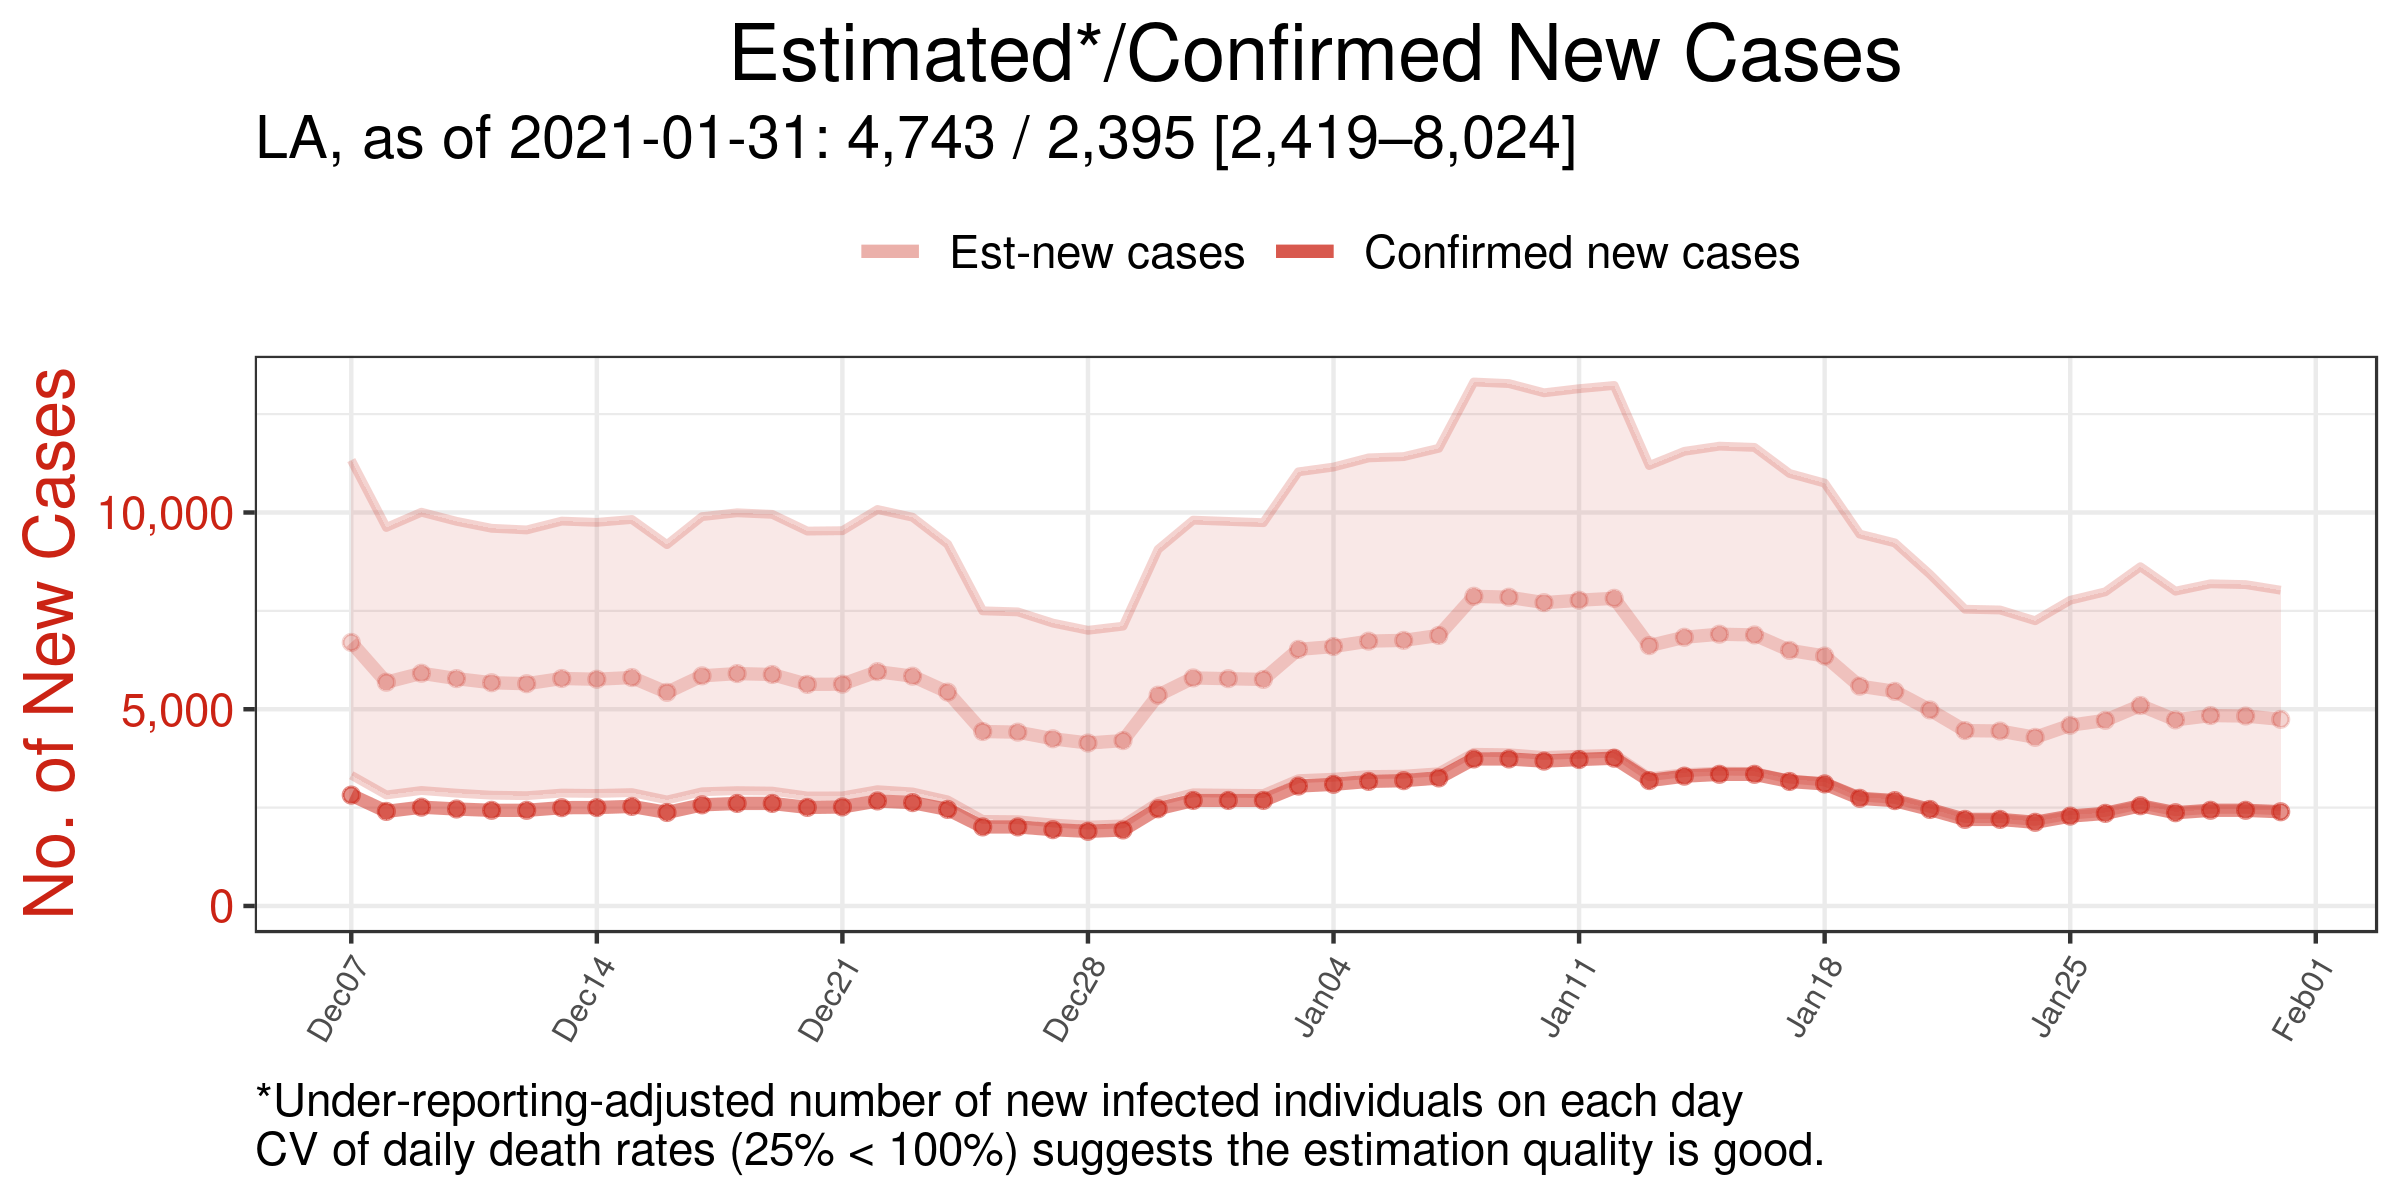 Estimated*/Confirmed New Cases
LA, as of 2021-01-31: 4,743 / 2,395 [2,419–8,024]
Est-new cases Confirmed new cases
No. of New Cases
10,000
5,000
0
Dec07 Dec14 Dec21 Dec28 Jan04 Jan11 Jan18 Jan25 Feb01
*Under-reporting-adjusted number of new infected individuals on each day
CV of daily death rates (25% < 100%) suggests the estimation quality is good.